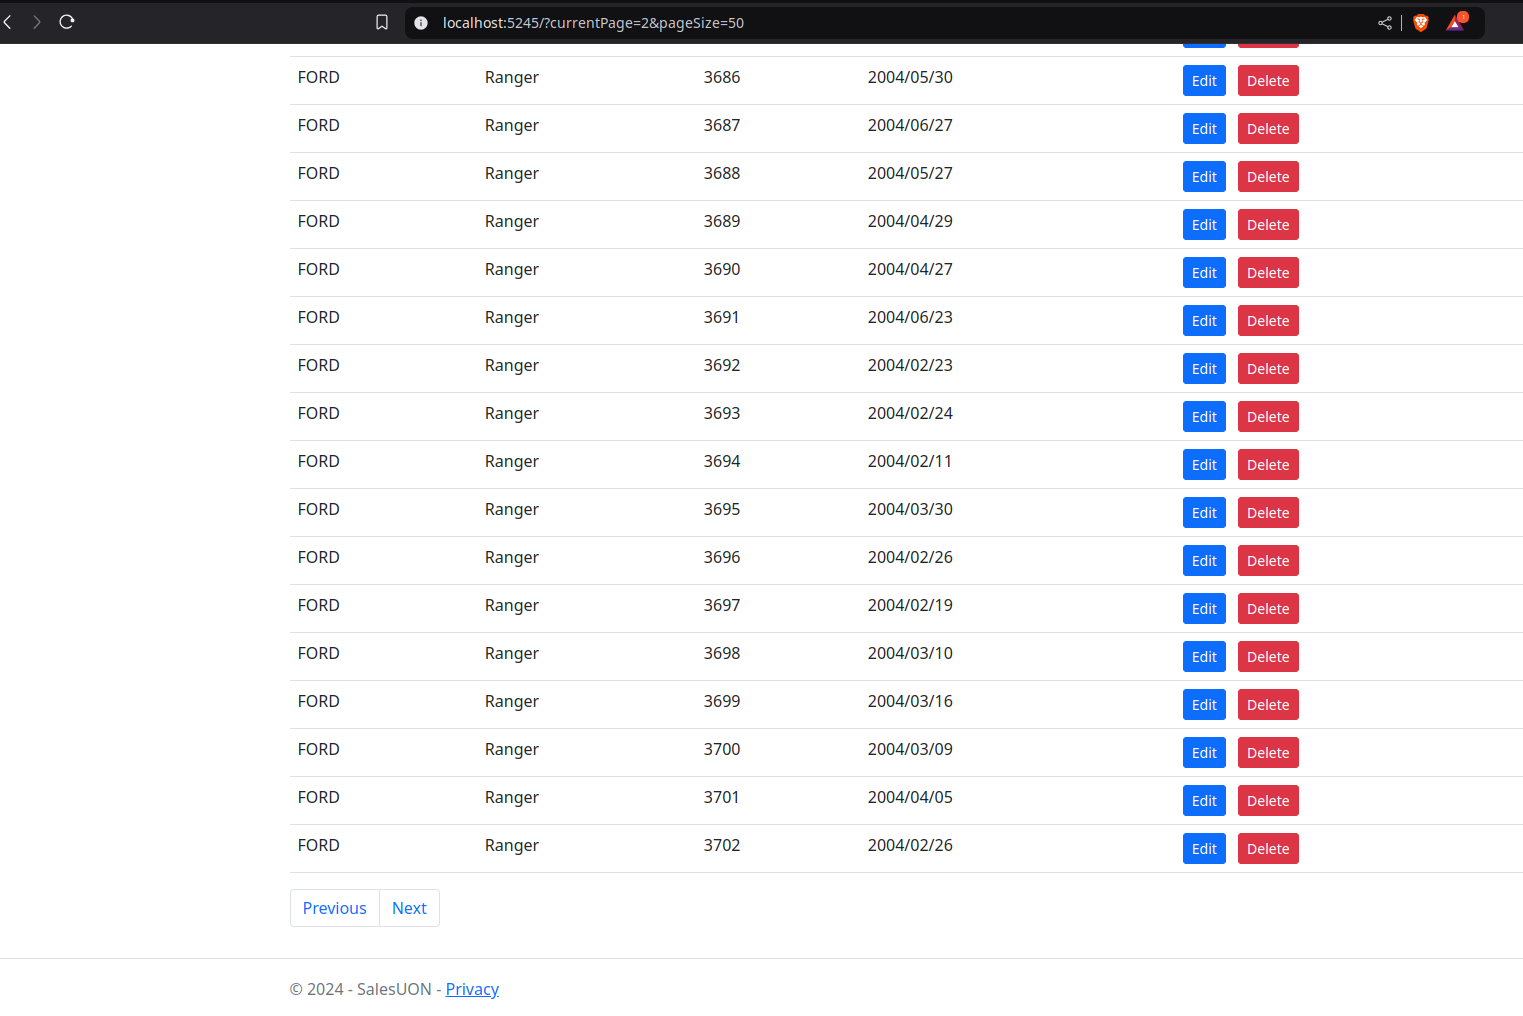 localhost:5245/?currentPage=2&pageSize=50
FORD Ranger 3686 2004/05/30 Edit Delete
FORD Ranger 3687 2004/06/27 Edit Delete
FORD Ranger 3688 2004/05/27 Edit Delete
FORD Ranger 3689 2004/04/29 Edit Delete
FORD Ranger 3690 2004/04/27 Edit Delete
FORD Ranger 3691 2004/06/23 Edit Delete
FORD Ranger 3692 2004/02/23 Edit Delete
FORD Ranger 3693 2004/02/24 Edit Delete
FORD Ranger 3694 2004/02/11 Edit Delete
FORD Ranger 3695 2004/03/30 Edit Delete
FORD Ranger 3696 2004/02/26 Edit Delete
FORD Ranger 3697 2004/02/19 Edit Delete
FORD Ranger 3698 2004/03/10 Edit Delete
FORD Ranger 3699 2004/03/16 Edit Delete
FORD Ranger 3700 2004/03/09 Edit Delete
FORD Ranger 3701 2004/04/05 Edit Delete
FORD Ranger 3702 2004/02/26 Edit Delete
Previous Next
© 2024 - SalesUON - Privacy